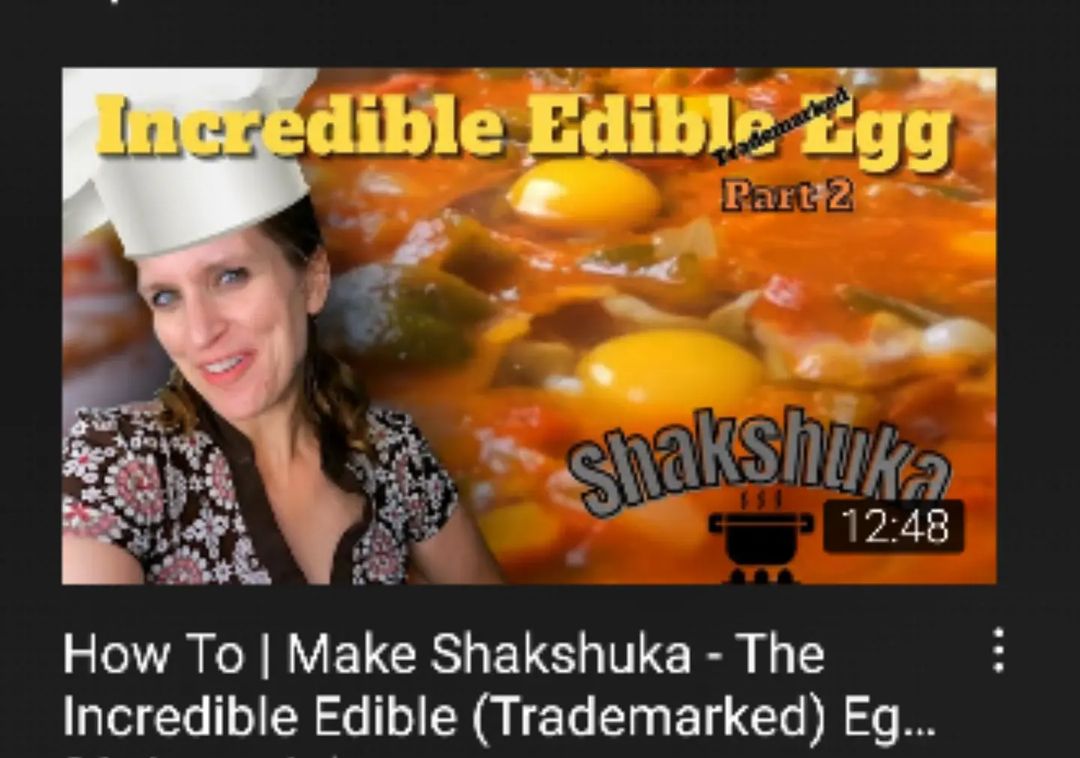 Incredible Edible Egg
Trademarked
Part 2
shakshuka
12:48
How To | Make Shakshuka - The
Incredible Edible (Trademarked) Eg...